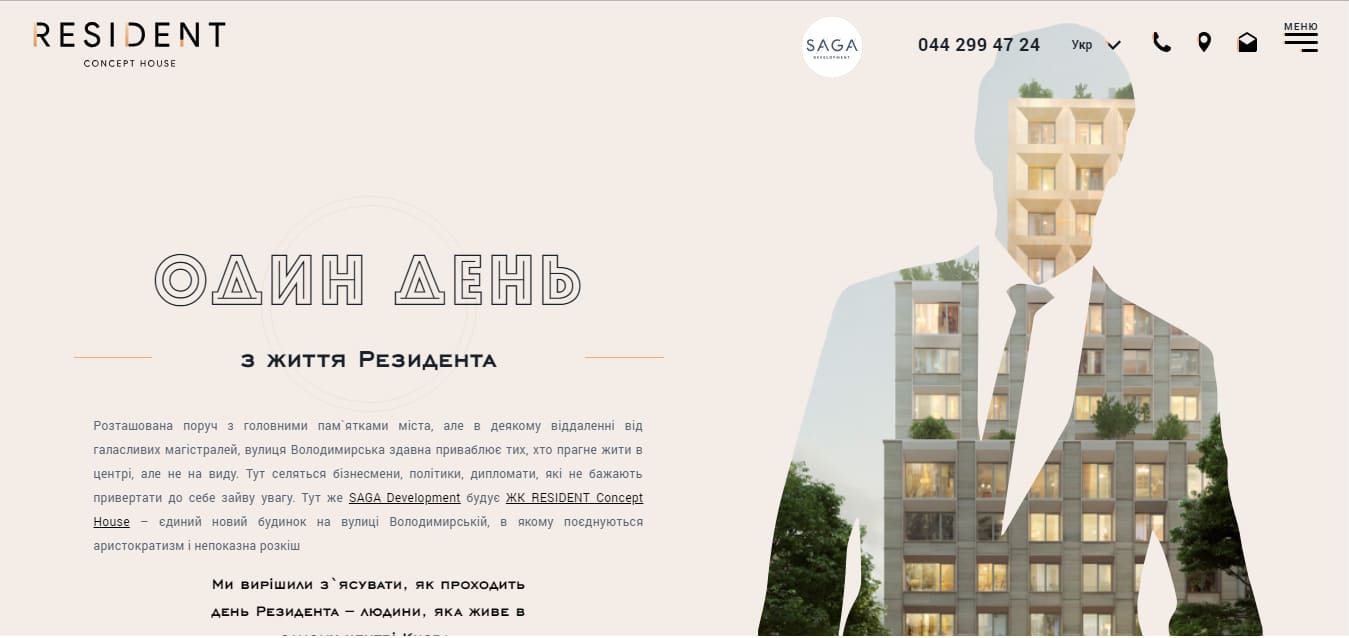 RESIDENT
CONCEPT HOUSE
SAGA
DEVELOPMENT
044 299 47 24
Укр
МЕНЮ
ОДИН ДЕНЬ
з життя Резидента
Розташована поруч з головними пам`ятками міста, але в деякому віддаленні від
галасливих магістралей, вулиця Володимирська здавна приваблює тих, хто прагне жити в
центрі, але не на виду. Тут селяться бізнесмени, політики, дипломати, які не бажають
привертати до себе зайву увагу. Тут же SAGA Development будує ЖК RESIDENT Concept
House – єдиний новий будинок на вулиці Володимирській, в якому поєднуються
аристократизм і непоказна розкіш
Ми вирішили з`ясувати, як проходить
день Резидента – людини, яка живе в